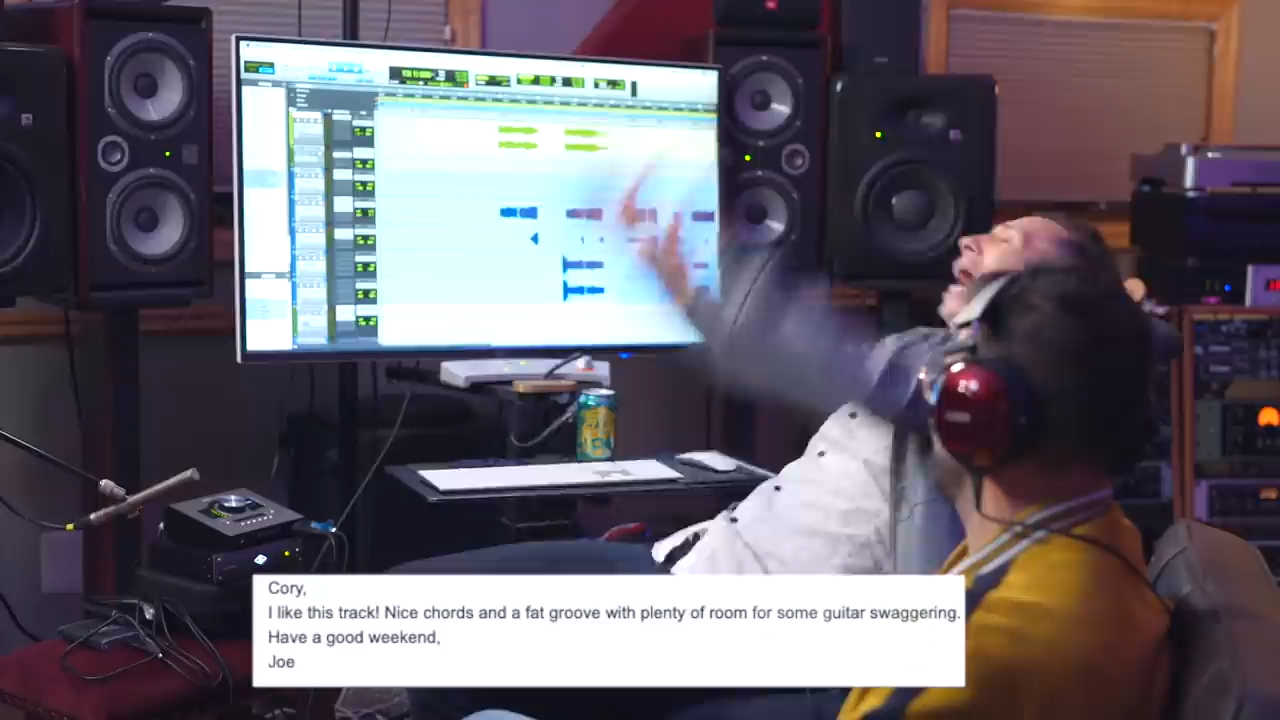 Cory,
I like this track! Nice chords and a fat groove with plenty of room for some guitar swaggering.
Have a good weekend,
Joe